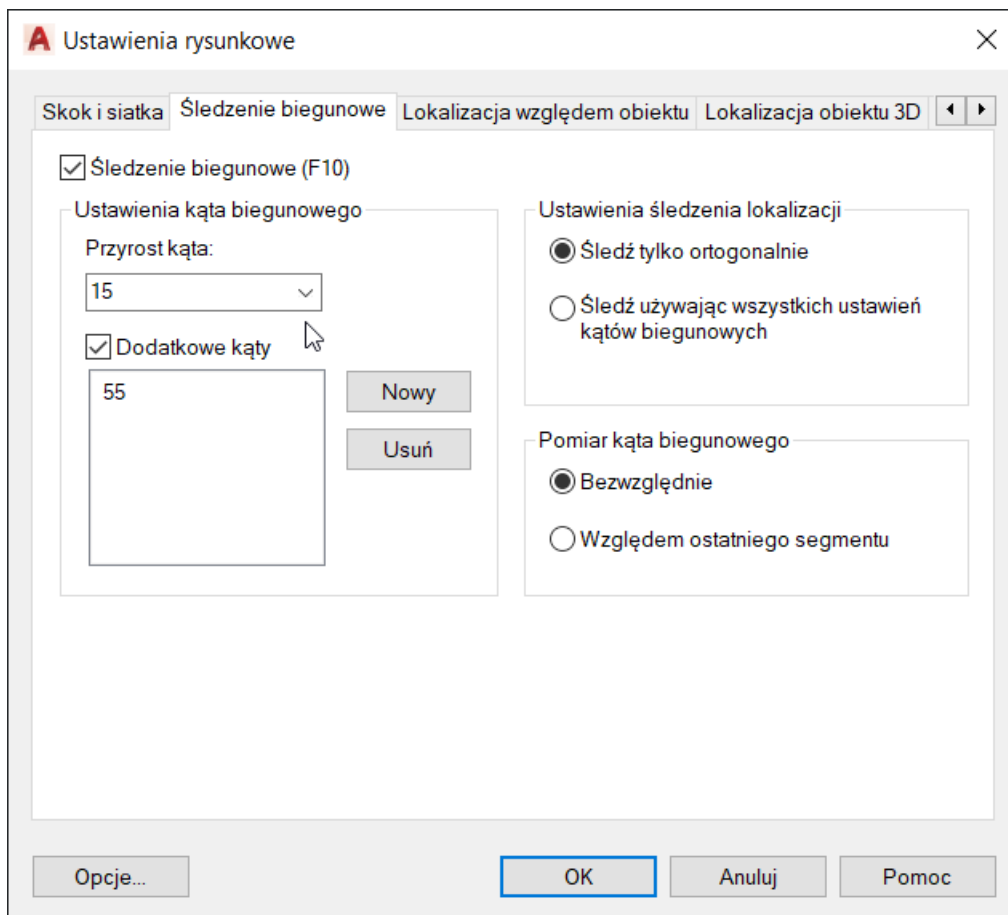 Ustawienia rysunkowe
Skok i siatka
Śledzenie biegunowe
Lokalizacja względem obiektu
Lokalizacja obiektu 3D
Śledzenie biegunowe (F10)
Ustawienia kąta biegunowego
Przyrost kąta:
15
Dodatkowe kąty
55
Nowy
Usuń
Ustawienia śledzenia lokalizacji
Śledź tylko ortogonalnie
Śledź używając wszystkich ustawień
kątów biegunowych
Pomiar kąta biegunowego
Bezwzględnie
Względem ostatniego segmentu
Opcje...
OK
Anuluj
Pomoc